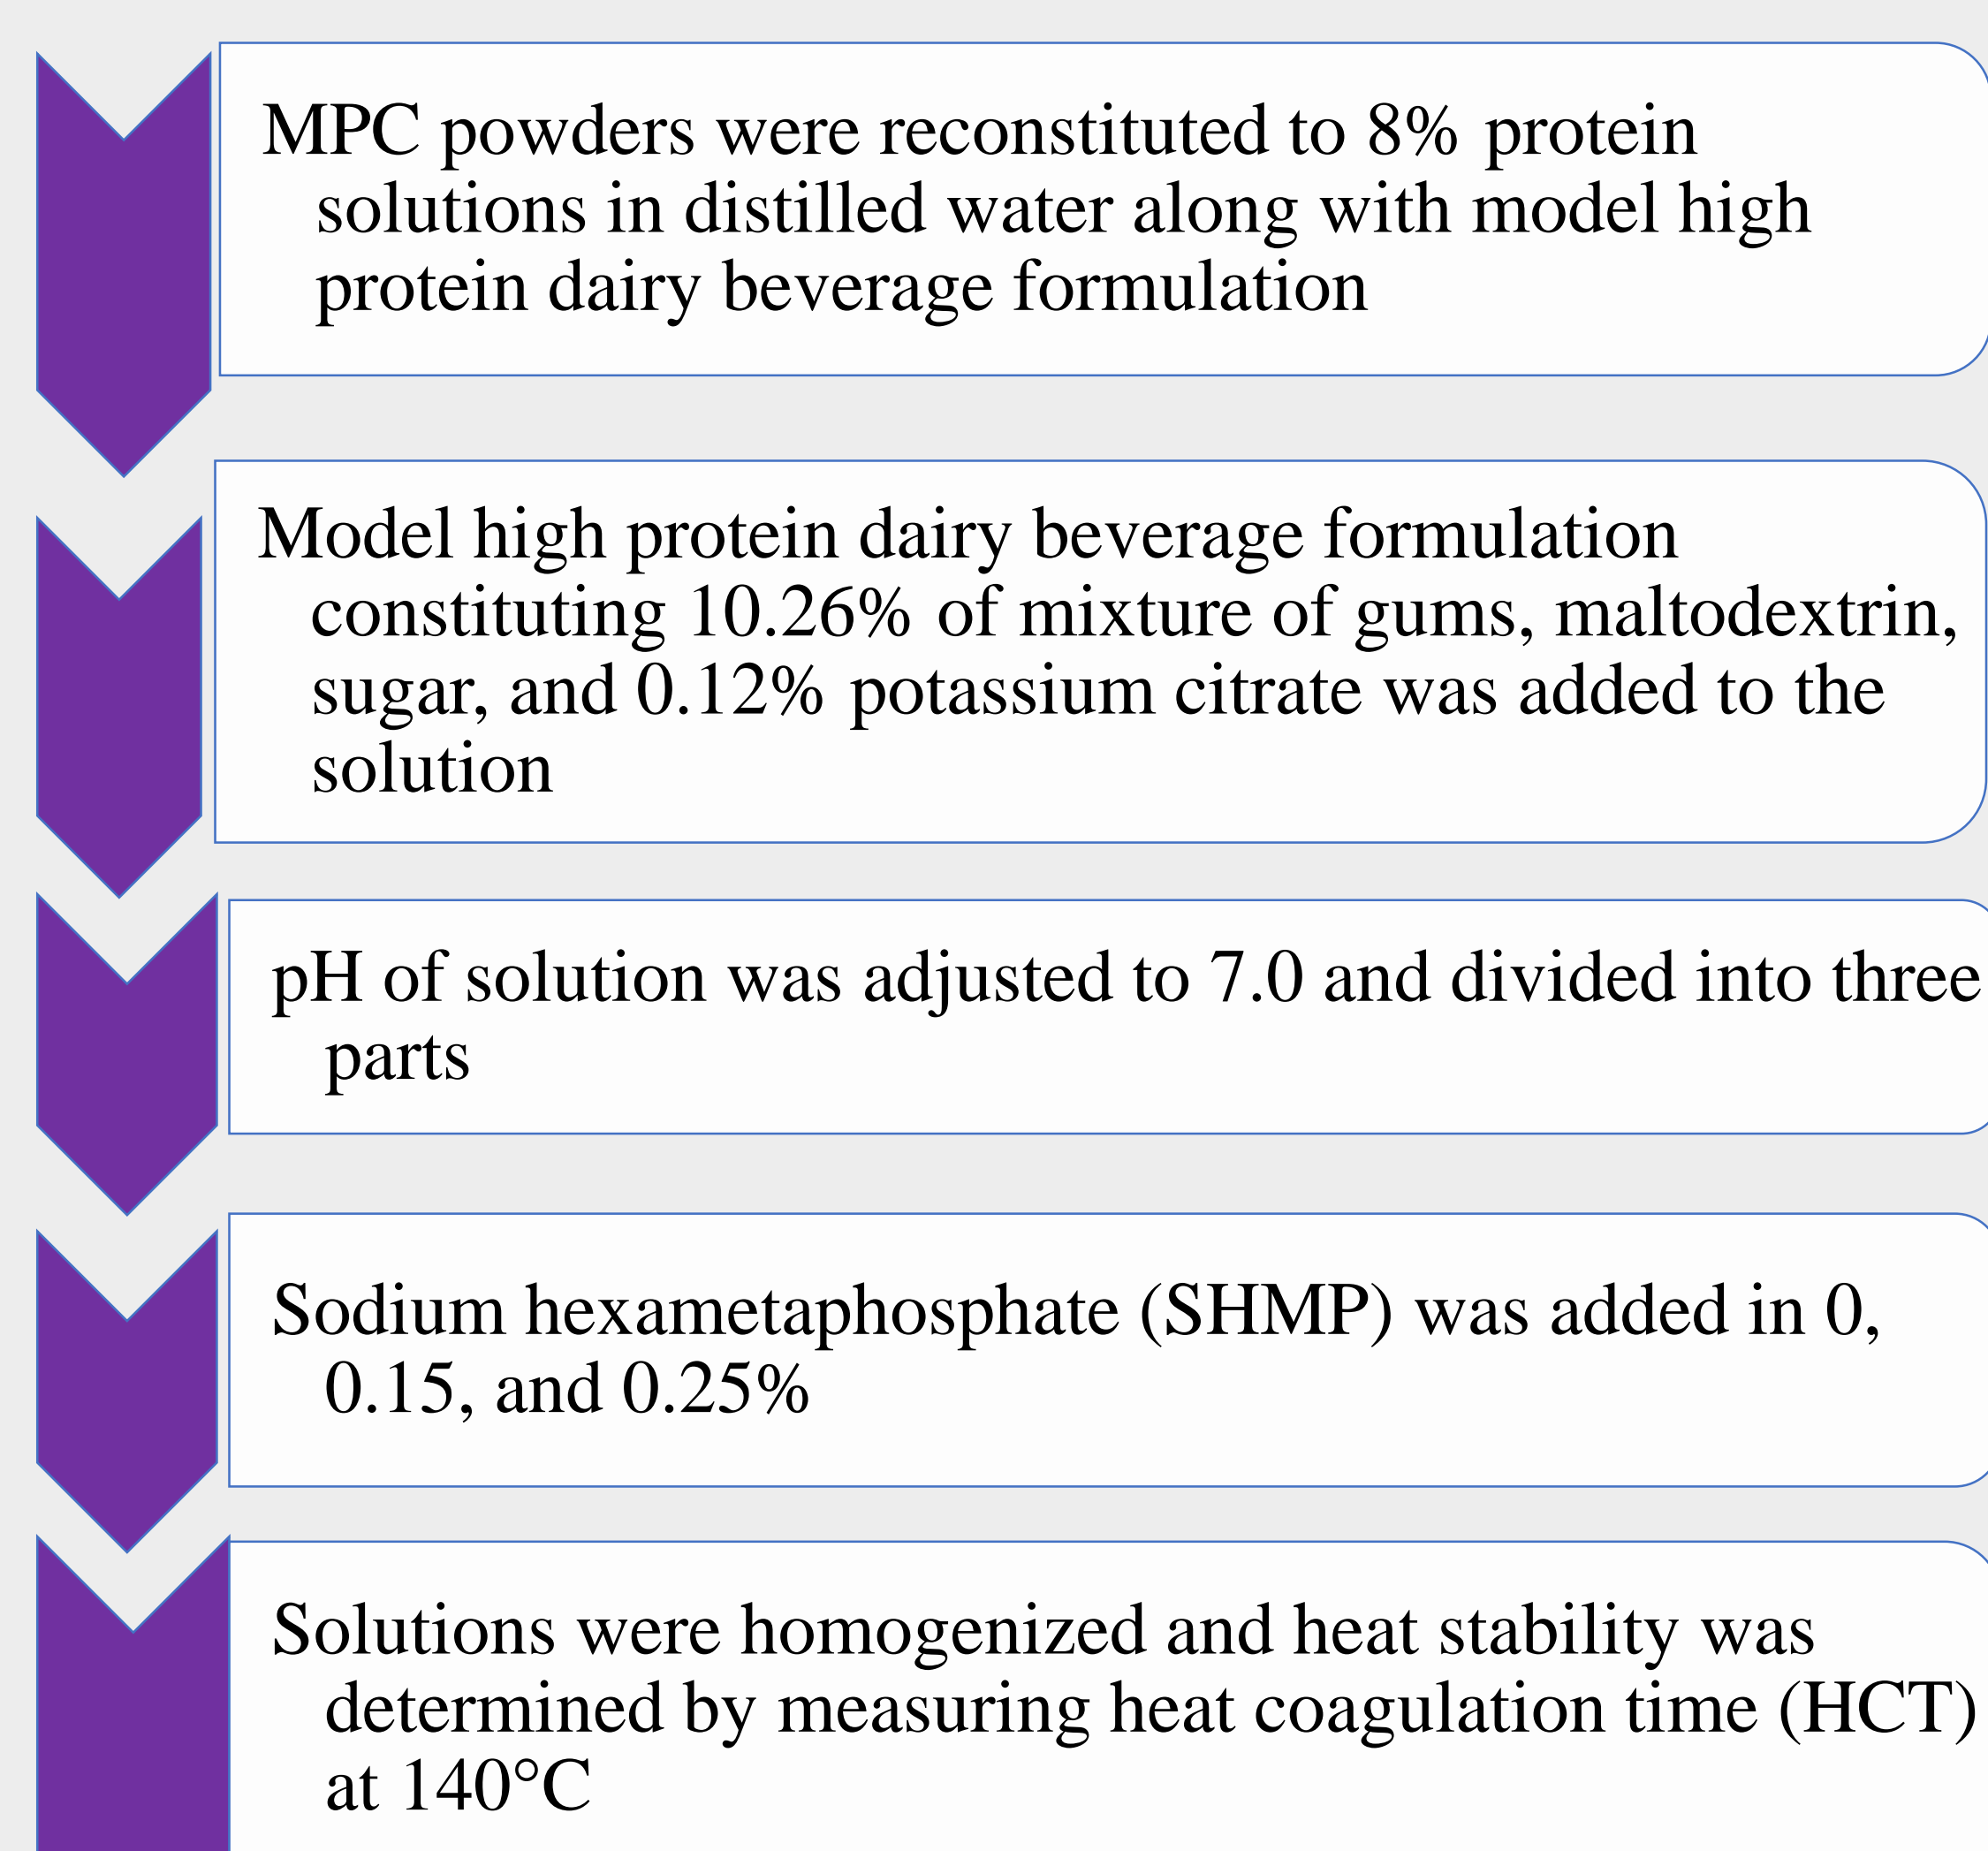 MPC powders were reconstituted to 8% protein
solutions in distilled water along with model high
protein dairy beverage formulation
Model high protein dairy beverage formulation
constituting 10.26% of mixture of gums, maltodextrin,
sugar, and 0.12% potassium citrate was added to the
solution
pH of solution was adjusted to 7.0 and divided into three
parts
Sodium hexametaphosphate (SHMP) was added in 0,
0.15, and 0.25%
Solutions were homogenized and heat stability was
determined by measuring heat coagulation time (HCT)
at 140°C